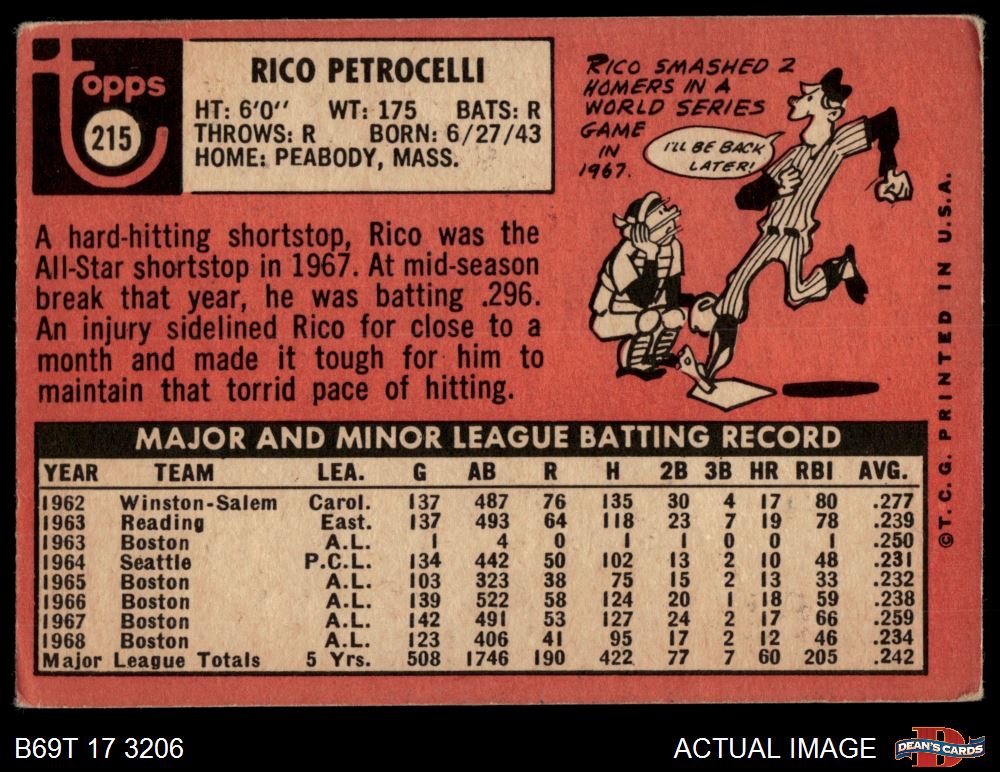 Topps
215
RICO PETROCELLI
HT: 6'0" WT: 175 BATS: R
THROWS: R BORN: 6/27/43
HOME: PEABODY, MASS.
RICO SMASHED 2
HOMERS IN A
WORLD SERIES
GAME
IN
1967.
I'LL BE BACK
LATER!
A hard-hitting shortstop, Rico was the
All-Star shortstop in 1967. At mid-season
break that year, he was batting .296.
An injury sidelined Rico for close to a
month and made it tough for him to
maintain that torrid pace of hitting.
MAJOR AND MINOR LEAGUE BATTING RECORD
YEAR TEAM LEA. G AB R H 2B 3B HR RBI AVG.
1962 Winston-Salem Carol. 137 487 76 135 30 4 17 80 .277
1963 Reading East. 137 493 64 118 23 7 19 78 .239
1963 Boston A.L. 1 4 0 1 1 0 0 1 .250
1964 Seattle P.C.L. 134 442 50 102 13 2 10 48 .231
1965 Boston A.L. 103 323 38 75 15 2 13 33 .232
1966 Boston A.L. 139 522 58 124 20 1 18 59 .238
1967 Boston A.L. 142 491 53 127 24 2 17 66 .259
1968 Boston A.L. 123 406 41 95 17 2 12 46 .234
Major League Totals 5 Yrs. 508 1746 190 422 77 7 60 205 .242
©T.C.G. PRINTED IN U.S.A.
B69T 17 3206
ACTUAL IMAGE
D
DEAN'S CARDS